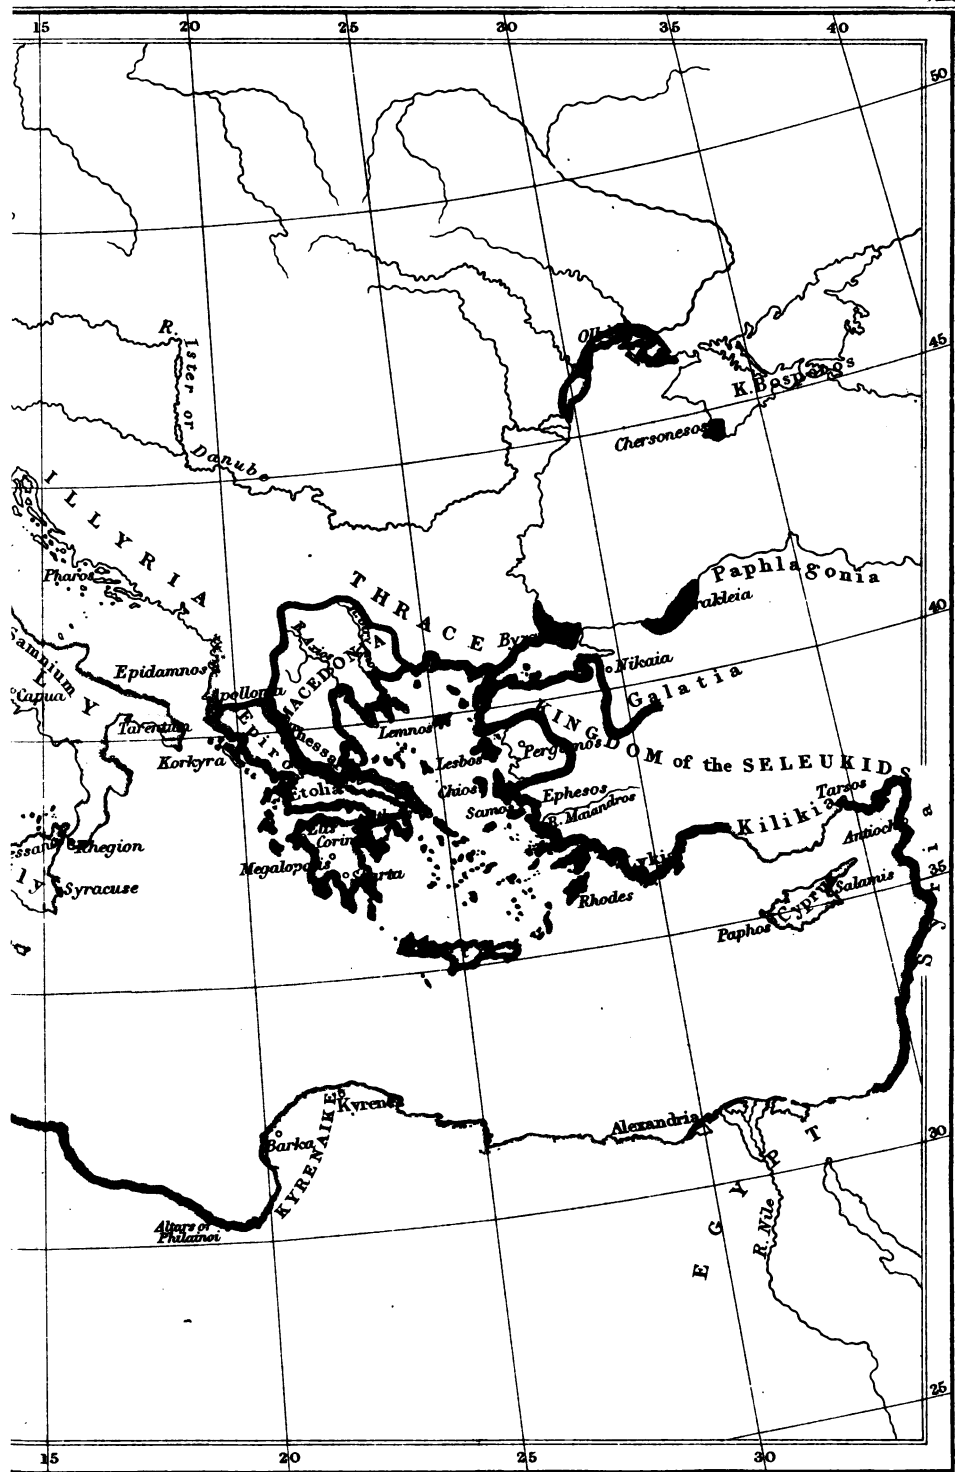 15 20 25 30 35 40
50
R. Ister or Danube
45
K. Bosporos
Chersonesos
ILLYRIA
Pharos
THRACE
Paphlagonia
40
Samnium
Capua
Epidamnos
Apollonia
R. Axios
MACEDONIA
Nikaia
Galatia
Tarentum
Korkyra
Epiros
Lemnos
KINGDOM of the SELEUKIDS
Pergamos
Lesbos
Chios
Ephesos
Samos
R. Maiandros
Kilikia
Tarsos
Antioch
Syria
Rhegion
Syracuse
Megalopolis
Sparta
Rhodes
35
Cyprus
Salamis
Paphos
Kyrene
KYRENAIKE
Barka
Alexandria
30
EGYPT
R. Nile
Altars of
Philainoi
25
15 20 25 30